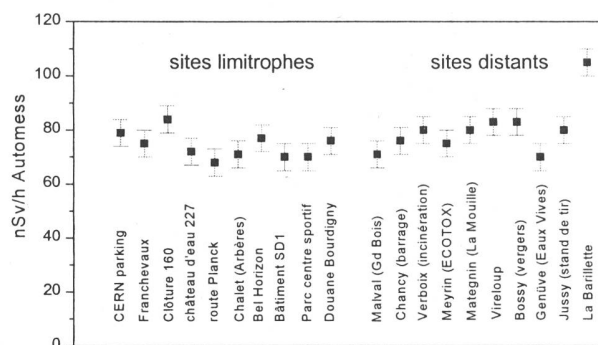 nSv/h Automess
120
100
80
60
40
20
0
sites limitrophes
sites distants
CERN parking
Franchevaux
Clôture 160
château d'eau 227
route Planck
Chalet (Arbères)
Bel Horizon
Bâtiment SD1
Parc centre sportif
Douane Bourdigny
Malval (Gd Bois)
Chancy (barrage)
Verboix (incinération)
Meyrin (ECOTOX)
Mategnin (La Mouille)
Vireloup
Bossy (vergers)
Genüve (Eaux Vives)
Jussy (stand de tir)
La Barillette